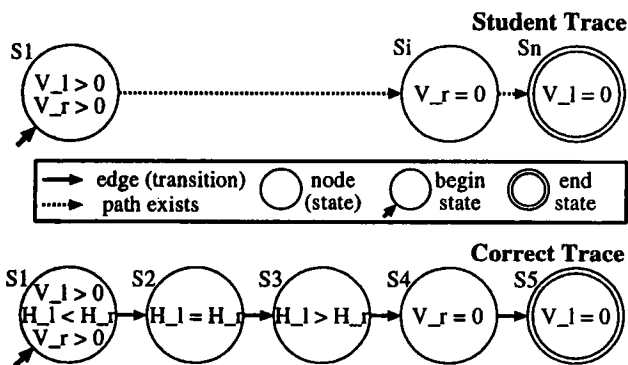 Student Trace
S1
Si
Sn
V_l > 0
V_r > 0
V_r = 0
V_l = 0
edge (transition)
path exists
node
(state)
begin
state
end
state
Correct Trace
S1
S2
S3
S4
S5
V_l > 0
H_l < H_r
V_r > 0
H_l = H_r
H_l > H_r
V_r = 0
V_l = 0